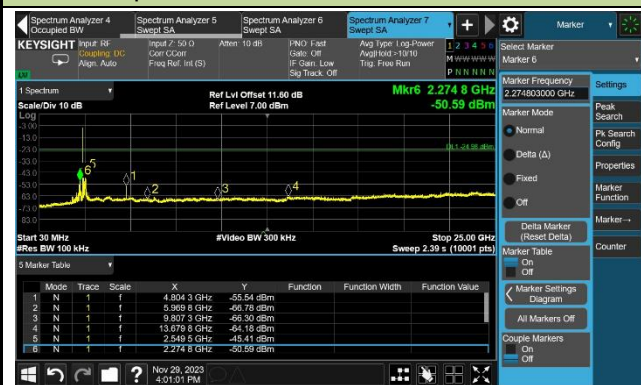 Spectrum Analyzer 4
Occupied BW
Spectrum Analyzer 5
Swept SA
Spectrum Analyzer 6
Swept SA
Spectrum Analyzer 7
Swept SA
Marker
KEYSIGHT
Input: RF
Coupling: DC
Align: Auto
Input Z: 50 Ω
Corr CCorr
Freq Ref: Int (S)
Atten: 10 dB
PNO: Fast
Gate: Off
IF Gain: Low
Sig Track: Off
Avg Type: Log-Power
Avg|Hold >10/10
Trig: Free Run
1 2 3 4 5 6
M W W W W W
P N N N N N
LXI
1 Spectrum
Scale/Div 10 dB
Ref Lvl Offset 11.60 dB
Ref Level 7.00 dBm
Mkr6 2.274 8 GHz
-50.59 dBm
Log
-3.00
-13.0
-23.0
-33.0
-43.0
-53.0
-63.0
-73.0
-83.0
DL1 -24.98 dBm
6
5
1
2
3
4
Start 30 MHz
#Res BW 100 kHz
#Video BW 300 kHz
Stop 25.00 GHz
Sweep 2.39 s (10001 pts)
5 Marker Table
Mode Trace Scale X Y Function Function Width Function Value
1 N 1 f 4.804 3 GHz -55.54 dBm
2 N 1 f 5.969 8 GHz -66.78 dBm
3 N 1 f 9.807 3 GHz -66.30 dBm
4 N 1 f 13.679 8 GHz -64.18 dBm
5 N 1 f 2.549 5 GHz -45.41 dBm
6 N 1 f 2.274 8 GHz -50.59 dBm
Select Marker
Marker 6
Marker Frequency
2.274803000 GHz
Marker Mode
Normal
Delta (Δ)
Fixed
Off
Delta Marker
(Reset Delta)
Marker Table
On
Off
Marker Settings
Diagram
All Markers Off
Couple Markers
On
Off
Settings
Peak
Search
Pk Search
Config
Properties
Marker
Function
Marker→
Counter
Nov 29, 2023
4:01:01 PM